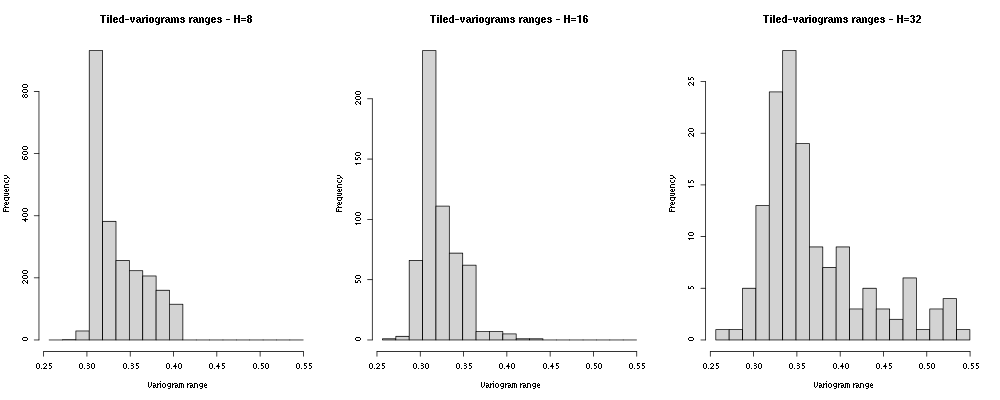 Tiled-variograms ranges - H=8
Frequency
800
600
400
200
0
0.25 0.30 0.35 0.40 0.45 0.50 0.55
Variogram range
Tiled-variograms ranges - H=16
Frequency
200
150
100
50
0
0.25 0.30 0.35 0.40 0.45 0.50 0.55
Variogram range
Tiled-variograms ranges - H=32
Frequency
25
20
15
10
5
0
0.25 0.30 0.35 0.40 0.45 0.50 0.55
Variogram range